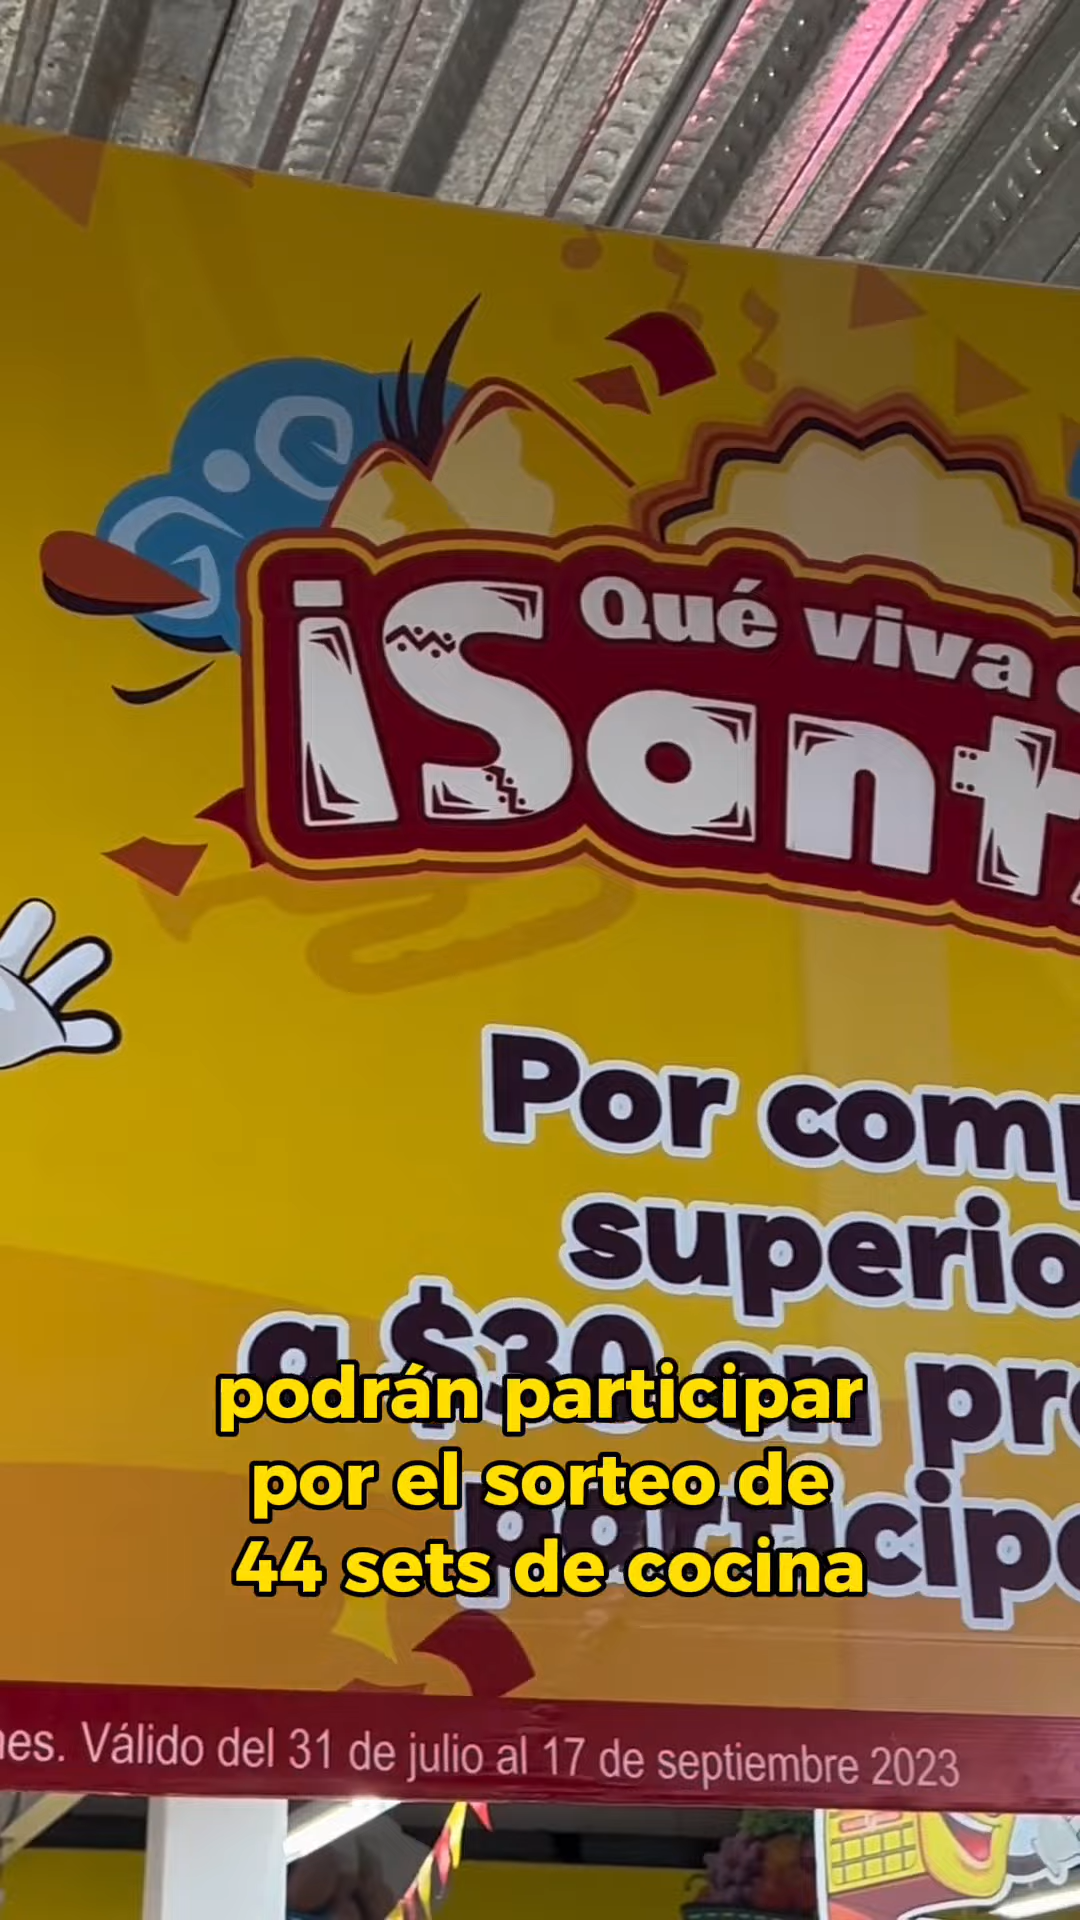 Qué viva
¡Sant
Por comp
superio
a $30 en pro
particip
podrán participar
por el sorteo de
44 sets de cocina
es. Válido del 31 de julio al 17 de septiembre 2023